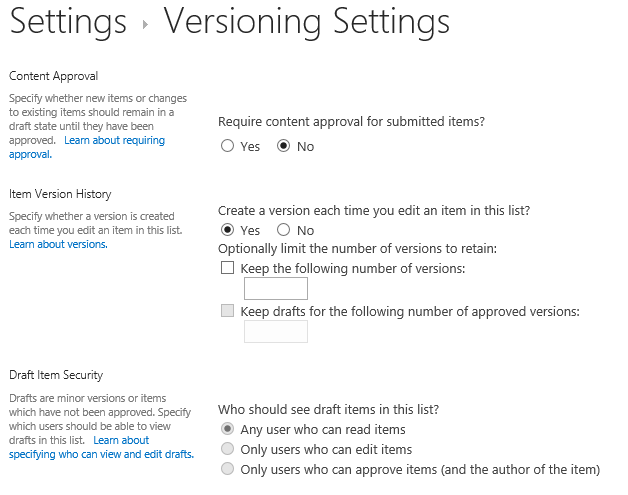 Settings › Versioning Settings
Content Approval
Specify whether new items or changes
to existing items should remain in a
draft state until they have been
approved. Learn about requiring
approval.
Require content approval for submitted items?
Yes No
Item Version History
Specify whether a version is created
each time you edit an item in this list.
Learn about versions.
Create a version each time you edit an item in this list?
Yes No
Optionally limit the number of versions to retain:
Keep the following number of versions:
Keep drafts for the following number of approved versions:
Draft Item Security
Drafts are minor versions or items
which have not been approved. Specify
which users should be able to view
drafts in this list. Learn about
specifying who can view and edit drafts.
Who should see draft items in this list?
Any user who can read items
Only users who can edit items
Only users who can approve items (and the author of the item)